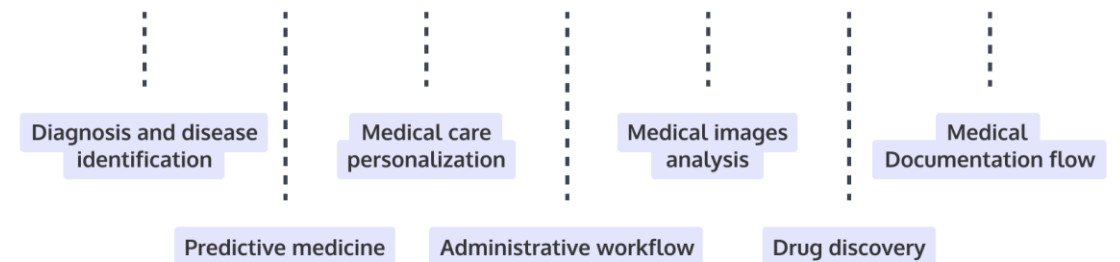 Diagnosis and disease
identification
Medical care
personalization
Medical images
analysis
Medical
Documentation flow
Predictive medicine
Administrative workflow
Drug discovery